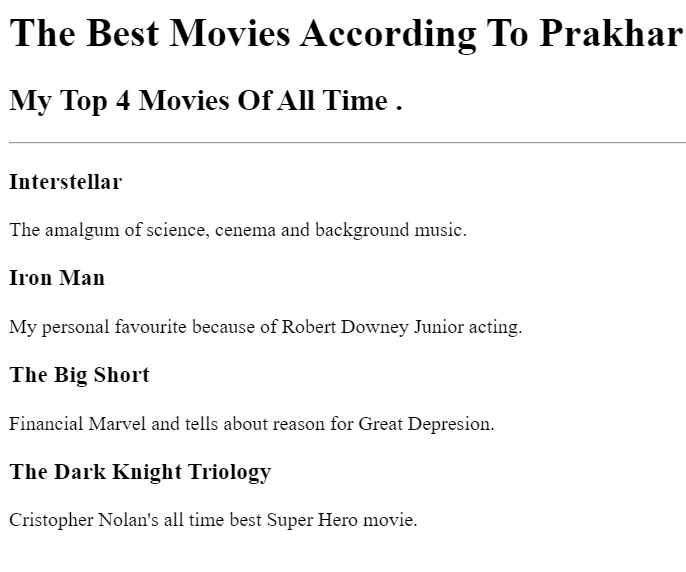 The Best Movies According To Prakhar
My Top 4 Movies Of All Time .
Interstellar
The amalgum of science, cenema and background music.
Iron Man
My personal favourite because of Robert Downey Junior acting.
The Big Short
Financial Marvel and tells about reason for Great Depresion.
The Dark Knight Triology
Cristopher Nolan's all time best Super Hero movie.